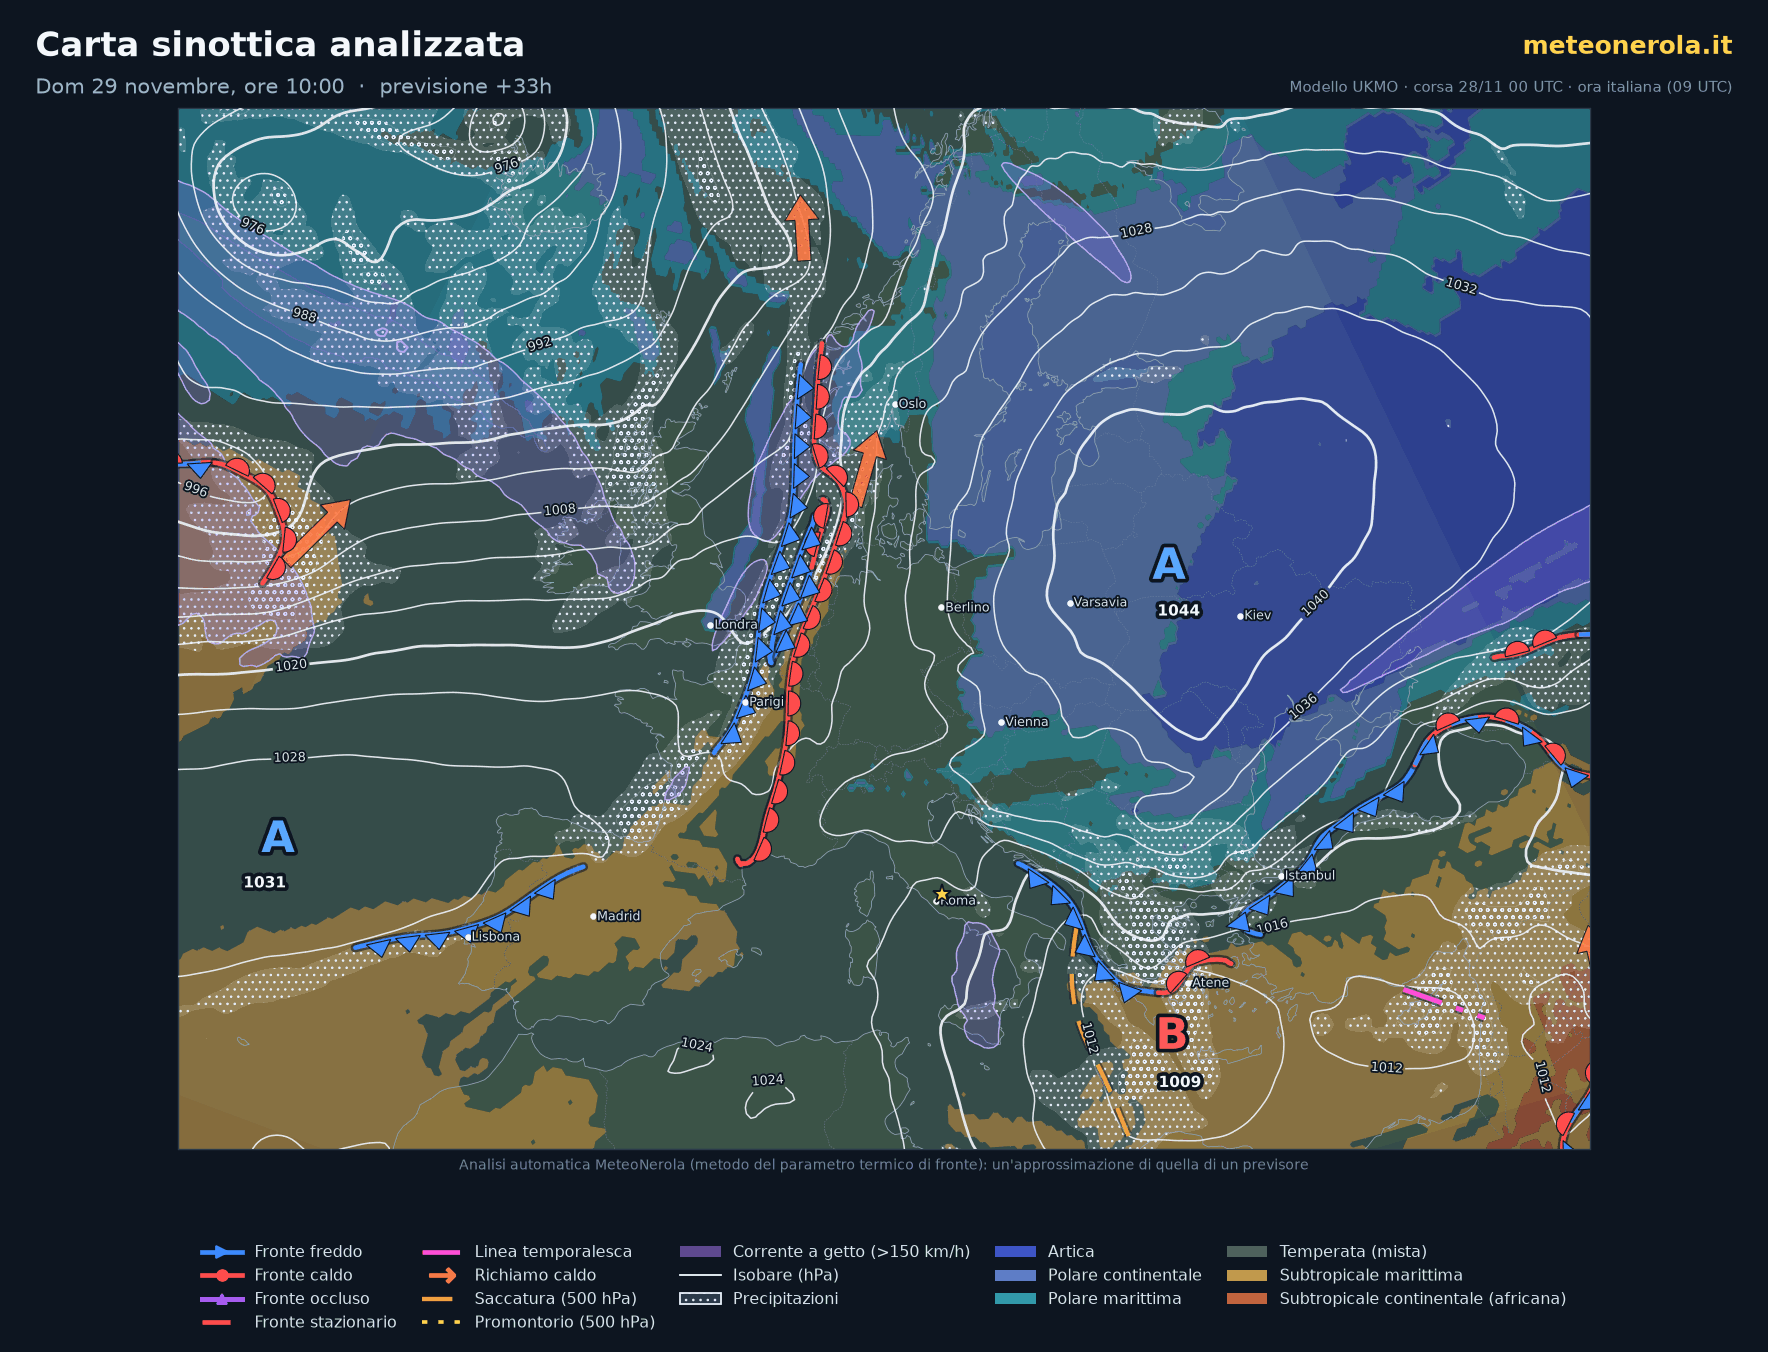 Carta sinottica analizzata
meteonerola.it
Dom 29 novembre, ore 10:00 · previsione +33h
Modello UKMO · corsa 28/11 00 UTC · ora italiana (09 UTC)
976
976
1028
988
1032
992
Oslo
996
1008
A
1044
Berlino
Varsavia
Kiev
1040
Londra
1020
Parigi
Vienna
1036
1028
A
1031
Istanbul
Roma
Madrid
Lisbona
1016
Atene
B
1009
1012
1024
1024
1012
1012
Analisi automatica MeteoNerola (metodo del parametro termico di fronte): un'approssimazione di quella di un previsore
Fronte freddo
Linea temporalesca
Corrente a getto (>150 km/h)
Artica
Temperata (mista)
Fronte caldo
Richiamo caldo
Isobare (hPa)
Polare continentale
Subtropicale marittima
Fronte occluso
Saccatura (500 hPa)
Precipitazioni
Polare marittima
Subtropicale continentale (africana)
Fronte stazionario
Promontorio (500 hPa)